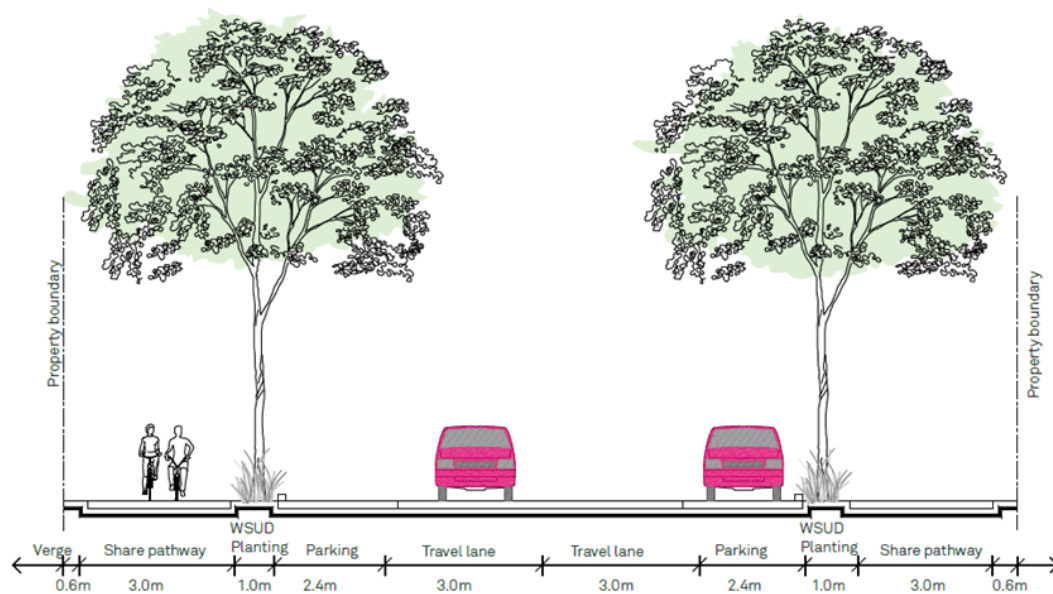 Property boundary
Property boundary
WSUD
Planting
WSUD
Planting
Verge Share pathway Parking Travel lane Travel lane Parking Share pathway
0.6m 3.0m 1.0m 2.4m 3.0m 3.0m 2.4m 1.0m 3.0m 0.6m